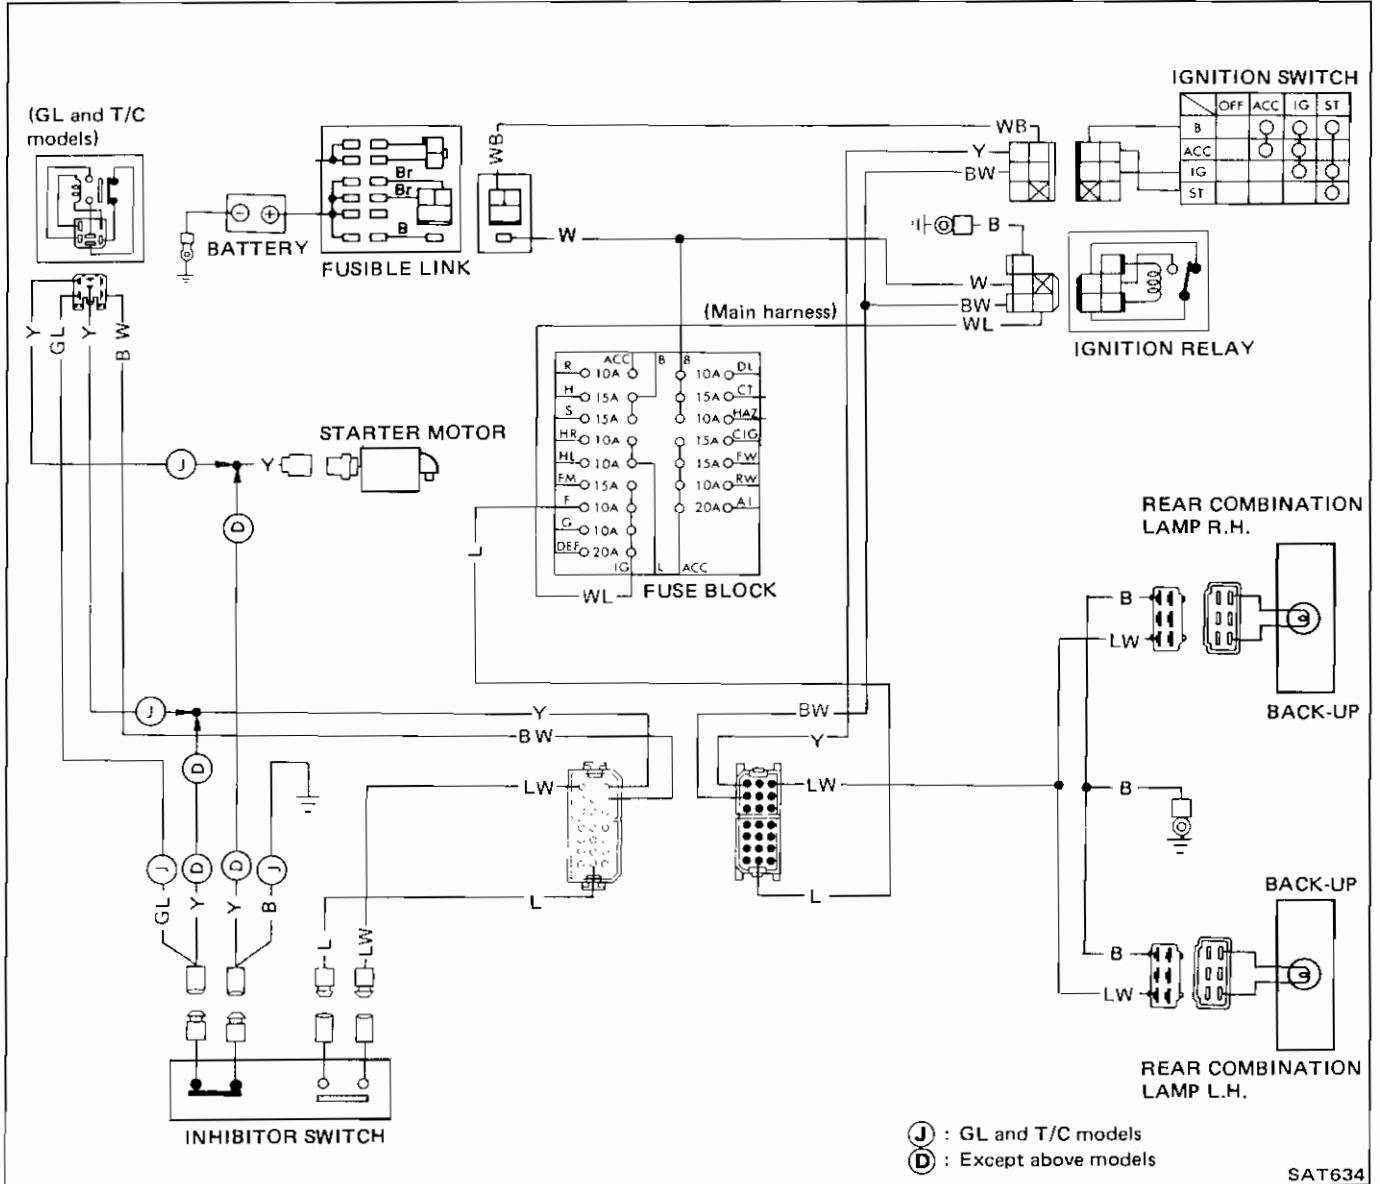 IGNITION SWITCH
OFF ACC IG ST
B
ACC
IG
ST
(GL and T/C
models)
WB
WB
Y
BW
Br
Br
B
BATTERY
FUSIBLE LINK
W
B
W
BW
WL
(Main harness)
IGNITION RELAY
Y
GL
Y
B W
ACC B B
R 10A 10A DL
H 15A 15A CT
S 15A 10A HAZ
HR 10A 15A CIG
HL 10A 15A FW
FM 15A 10A RW
F 10A 20A A1
G 10A
DEF 20A
IG L ACC
WL
FUSE BLOCK
STARTER MOTOR
J
Y
D
L
REAR COMBINATION
LAMP R.H.
B
LW
BACK-UP
J
Y
BW
BW
Y
D
LW
LW
B
J
D
D
J
GL
Y
Y
B
L
L
L
LW
BACK-UP
B
LW
REAR COMBINATION
LAMP L.H.
INHIBITOR SWITCH
J : GL and T/C models
D : Except above models
SAT634